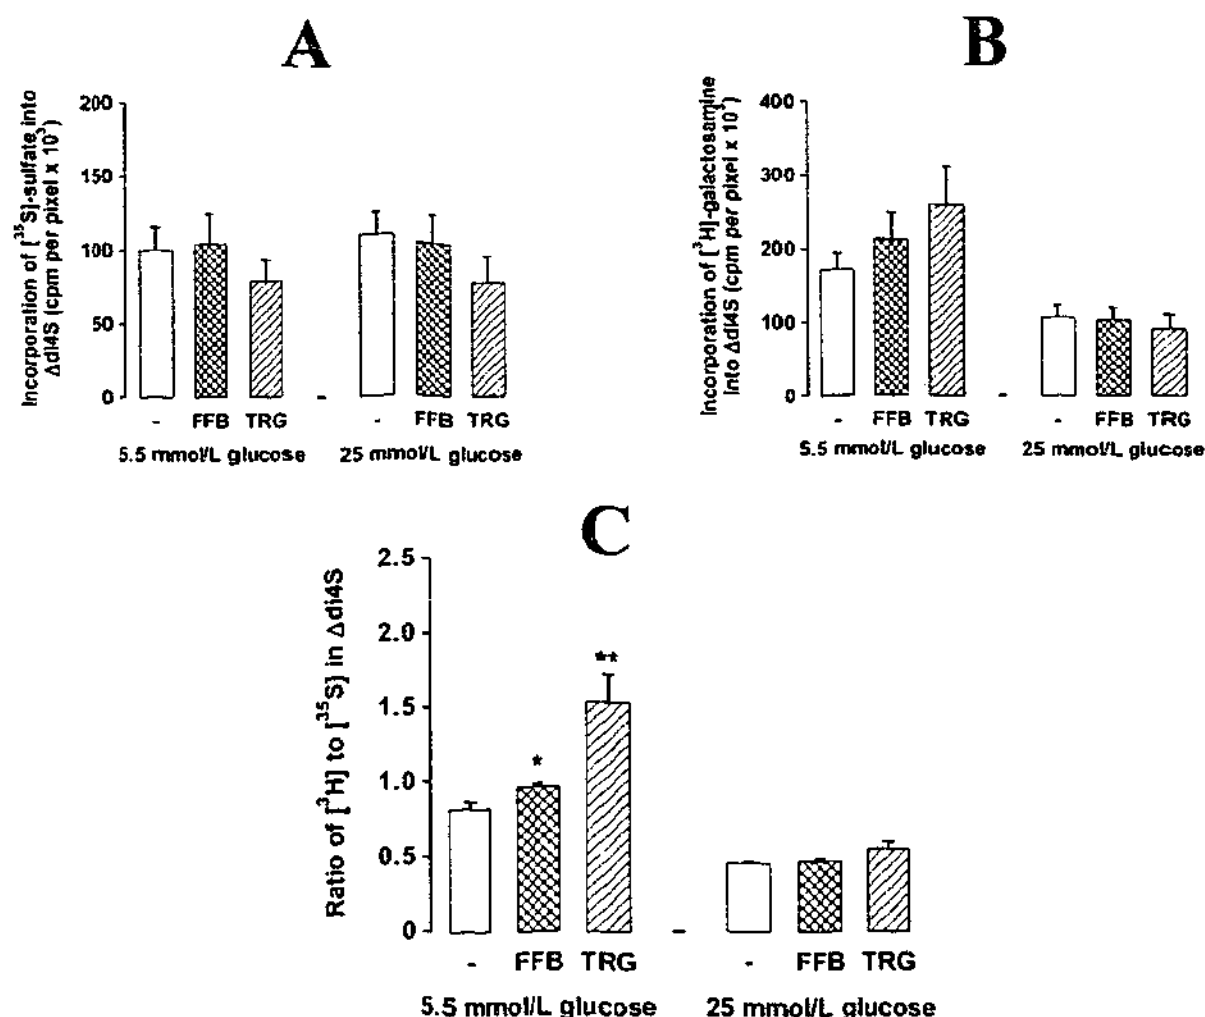 A
Incorporation of [³⁵S]-sulfate into
Δdi4S (cpm per pixel x 10³)
200
150
100
50
0
- FFB TRG - FFB TRG
5.5 mmol/L glucose 25 mmol/L glucose
B
Incorporation of [³H]-galactosamine
into Δdi4S (cpm per pixel x 10³)
400
300
200
100
0
- FFB TRG - FFB TRG
5.5 mmol/L glucose 25 mmol/L glucose
C
Ratio of [³H] to [³⁵S] in Δdi4S
2.5
2.0
1.5
1.0
0.5
0
*
**
- FFB TRG - FFB TRG
5.5 mmol/L glucose 25 mmol/L glucose